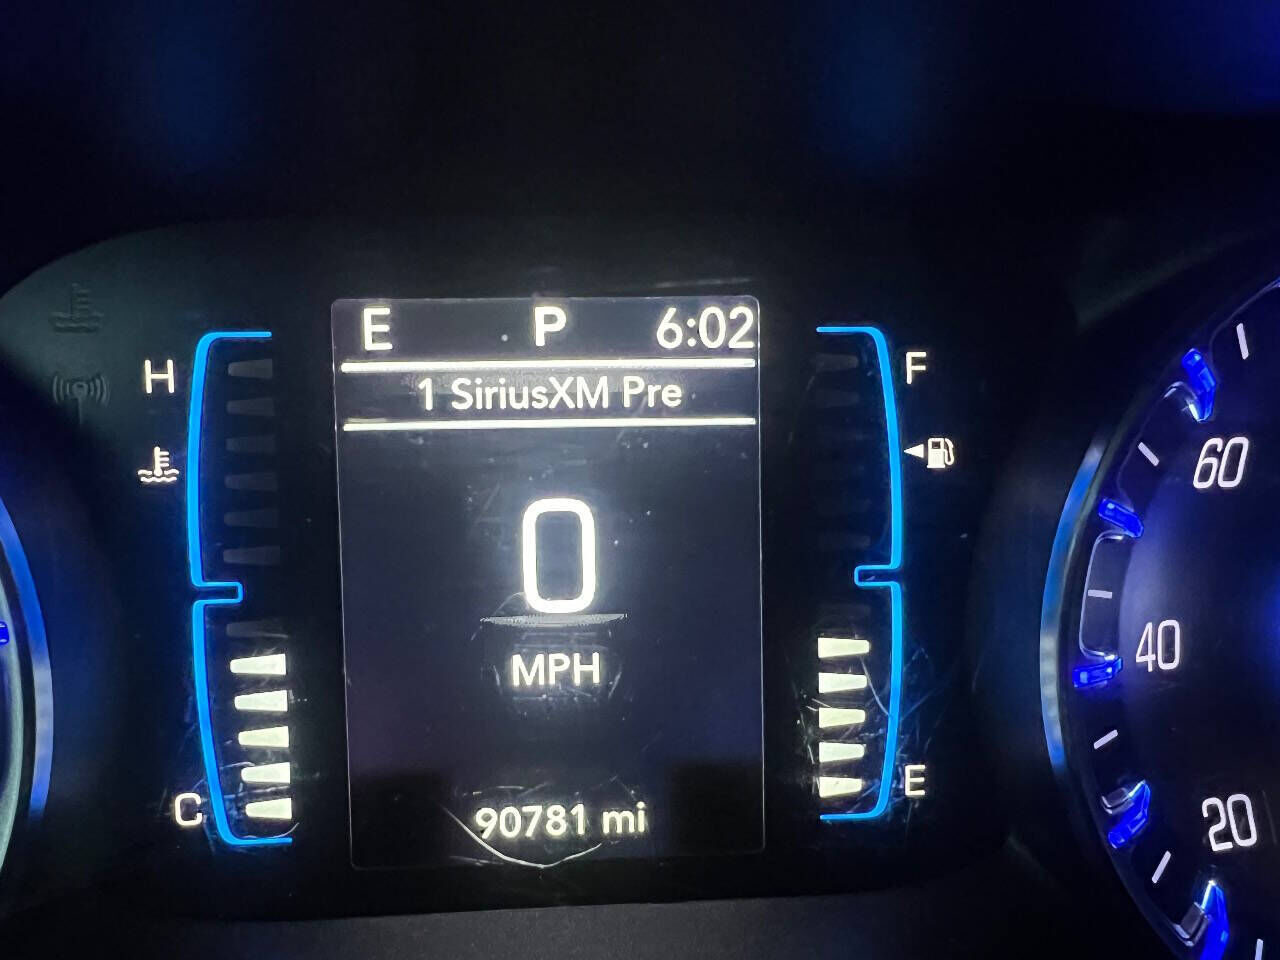 E P 6:02
1 SiriusXM Pre
H
F
0
MPH
C
E
90781 mi
60
40
20